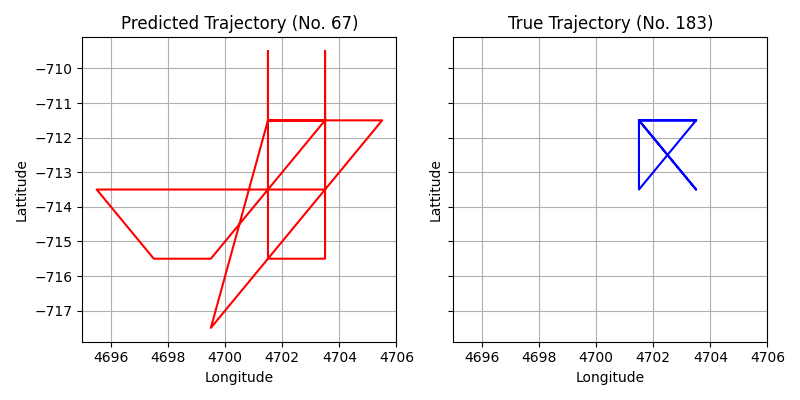 Predicted Trajectory (No. 67)
−710
−711
−712
−713
−714
−715
−716
−717
Lattitude
4696 4698 4700 4702 4704 4706
Longitude
True Trajectory (No. 183)
Lattitude
4696 4698 4700 4702 4704 4706
Longitude